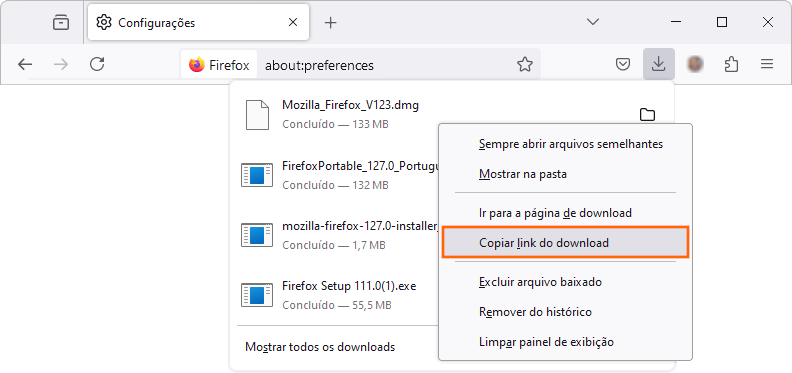 Configurações
Firefox about:preferences
Mozilla_Firefox_V123.dmg
Concluído — 133 MB
FirefoxPortable_127.0_Portug
Concluído — 132 MB
mozilla-firefox-127.0-installer_
Concluído — 1,7 MB
Firefox Setup 111.0(1).exe
Concluído — 55,5 MB
Mostrar todos os downloads
Sempre abrir arquivos semelhantes
Mostrar na pasta
Ir para a página de download
Copiar link do download
Excluir arquivo baixado
Remover do histórico
Limpar painel de exibição